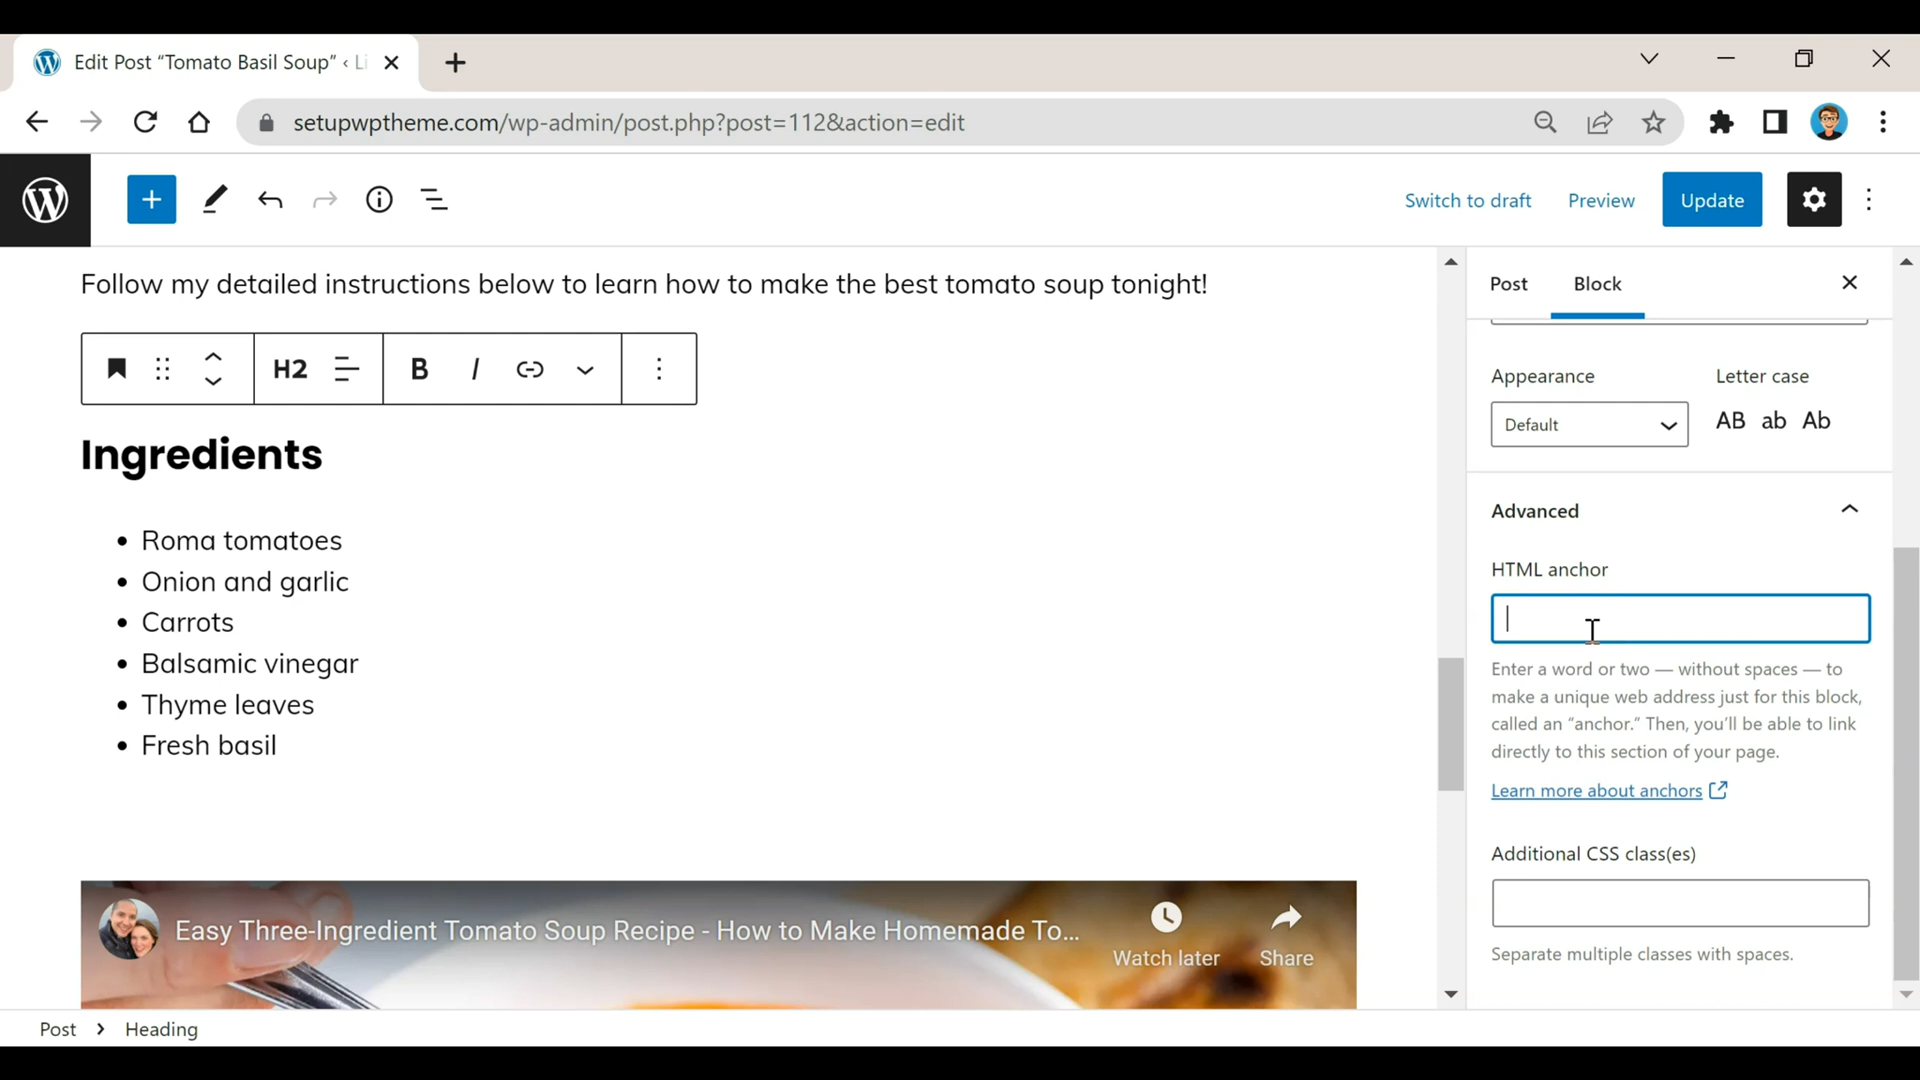 Edit Post “Tomato Basil Soup” ‹ Li
setupwptheme.com/wp-admin/post.php?post=112&action=edit
Switch to draft
Preview
Update
Follow my detailed instructions below to learn how to make the best tomato soup tonight!
H2
B
I
Ingredients
Roma tomatoes
Onion and garlic
Carrots
Balsamic vinegar
Thyme leaves
Fresh basil
Easy Three-Ingredient Tomato Soup Recipe - How to Make Homemade To...
Watch later
Share
Post
Block
Appearance
Letter case
Default
AB ab Ab
Advanced
HTML anchor
Enter a word or two — without spaces — to
make a unique web address just for this block,
called an “anchor.” Then, you’ll be able to link
directly to this section of your page.
Learn more about anchors
Additional CSS class(es)
Separate multiple classes with spaces.
Post
Heading